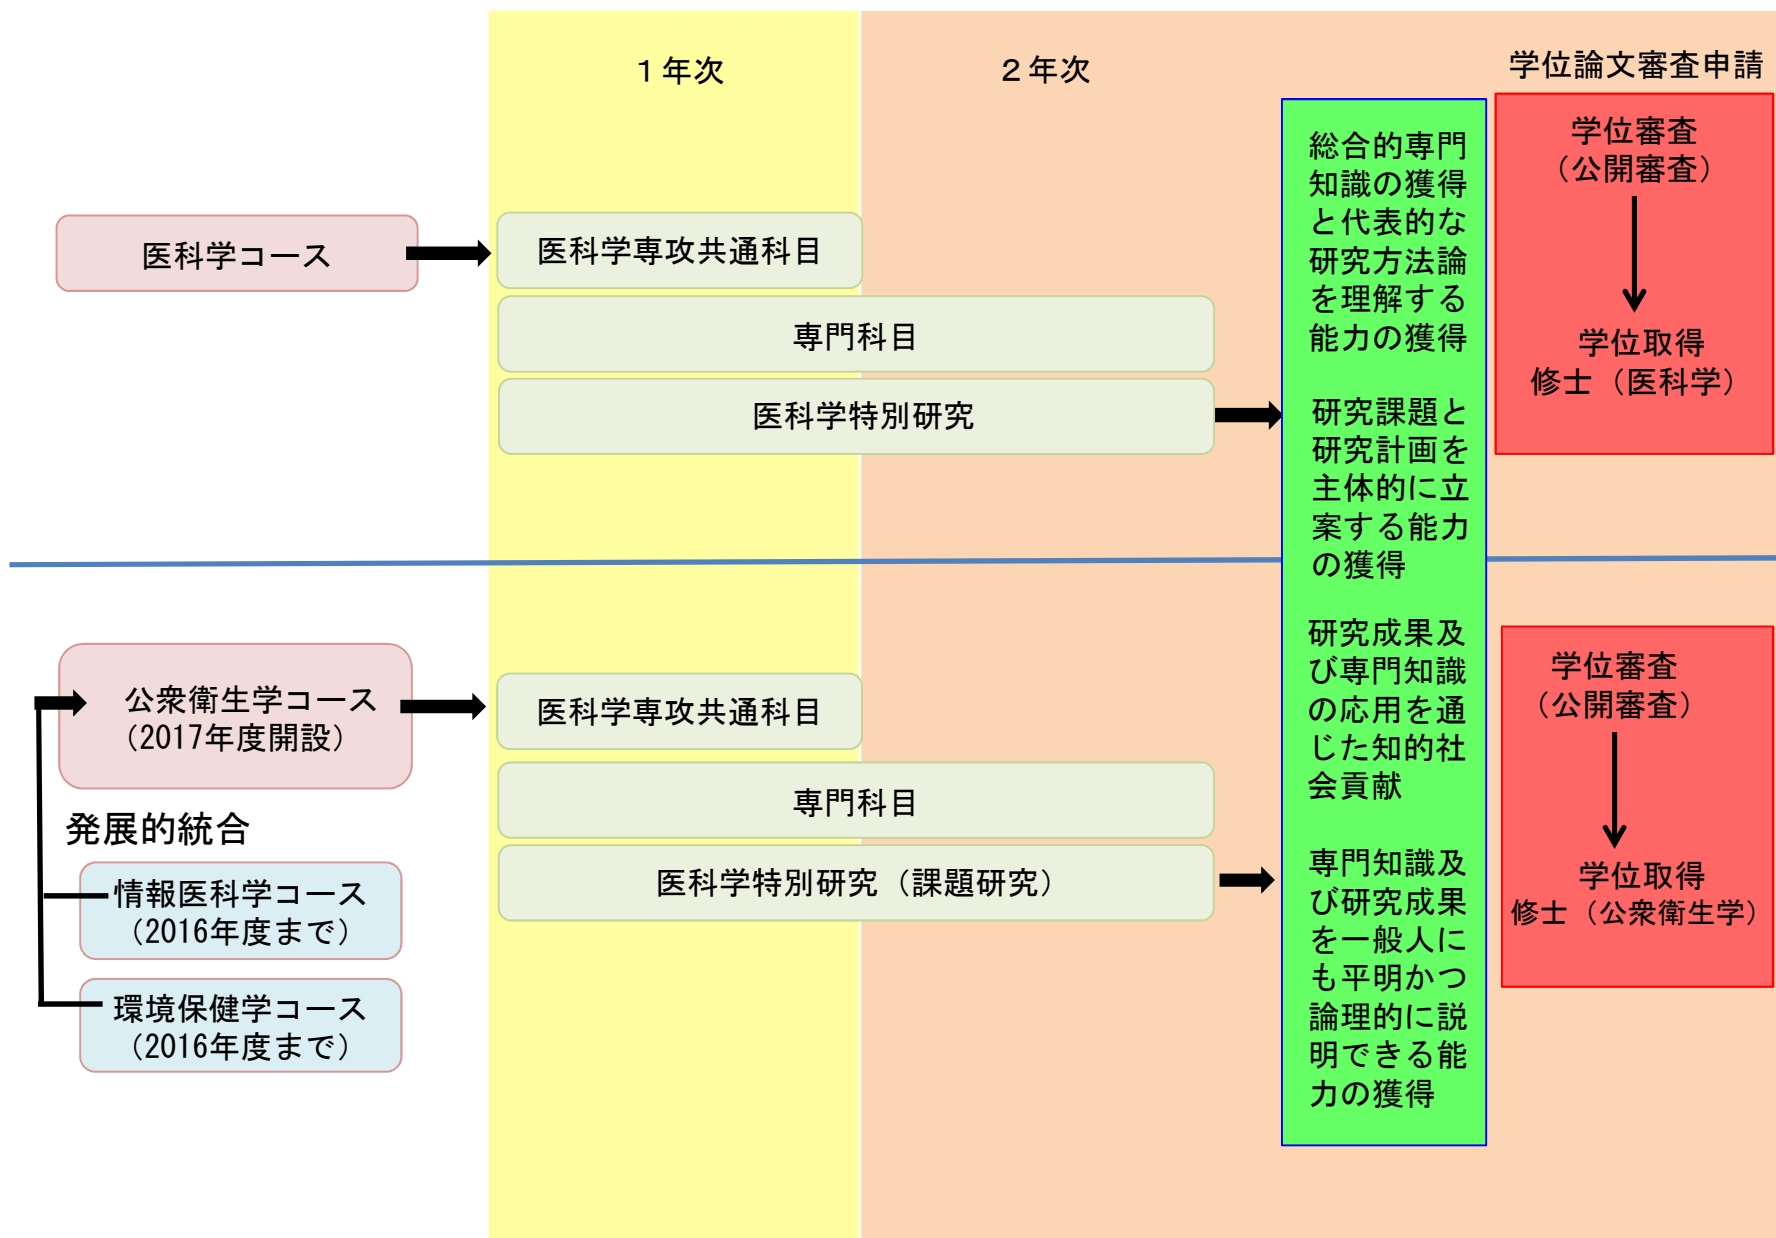 １年次
２年次
学位論文審査申請
医科学コース
医科学専攻共通科目
専門科目
医科学特別研究
総合的専門
知識の獲得
と代表的な
研究方法論
を理解する
能力の獲得
研究課題と
研究計画を
主体的に立
案する能力
の獲得
研究成果及
び専門知識
の応用を通
じた知的社
会貢献
専門知識及
び研究成果
を一般人に
も平明かつ
論理的に説
明できる能
力の獲得
学位審査
（公開審査）
学位取得
修士（医科学）
公衆衛生学コース
（2017年度開設）
発展的統合
情報医科学コース
（2016年度まで）
環境保健学コース
（2016年度まで）
医科学専攻共通科目
専門科目
医科学特別研究（課題研究）
学位審査
（公開審査）
学位取得
修士（公衆衛生学）